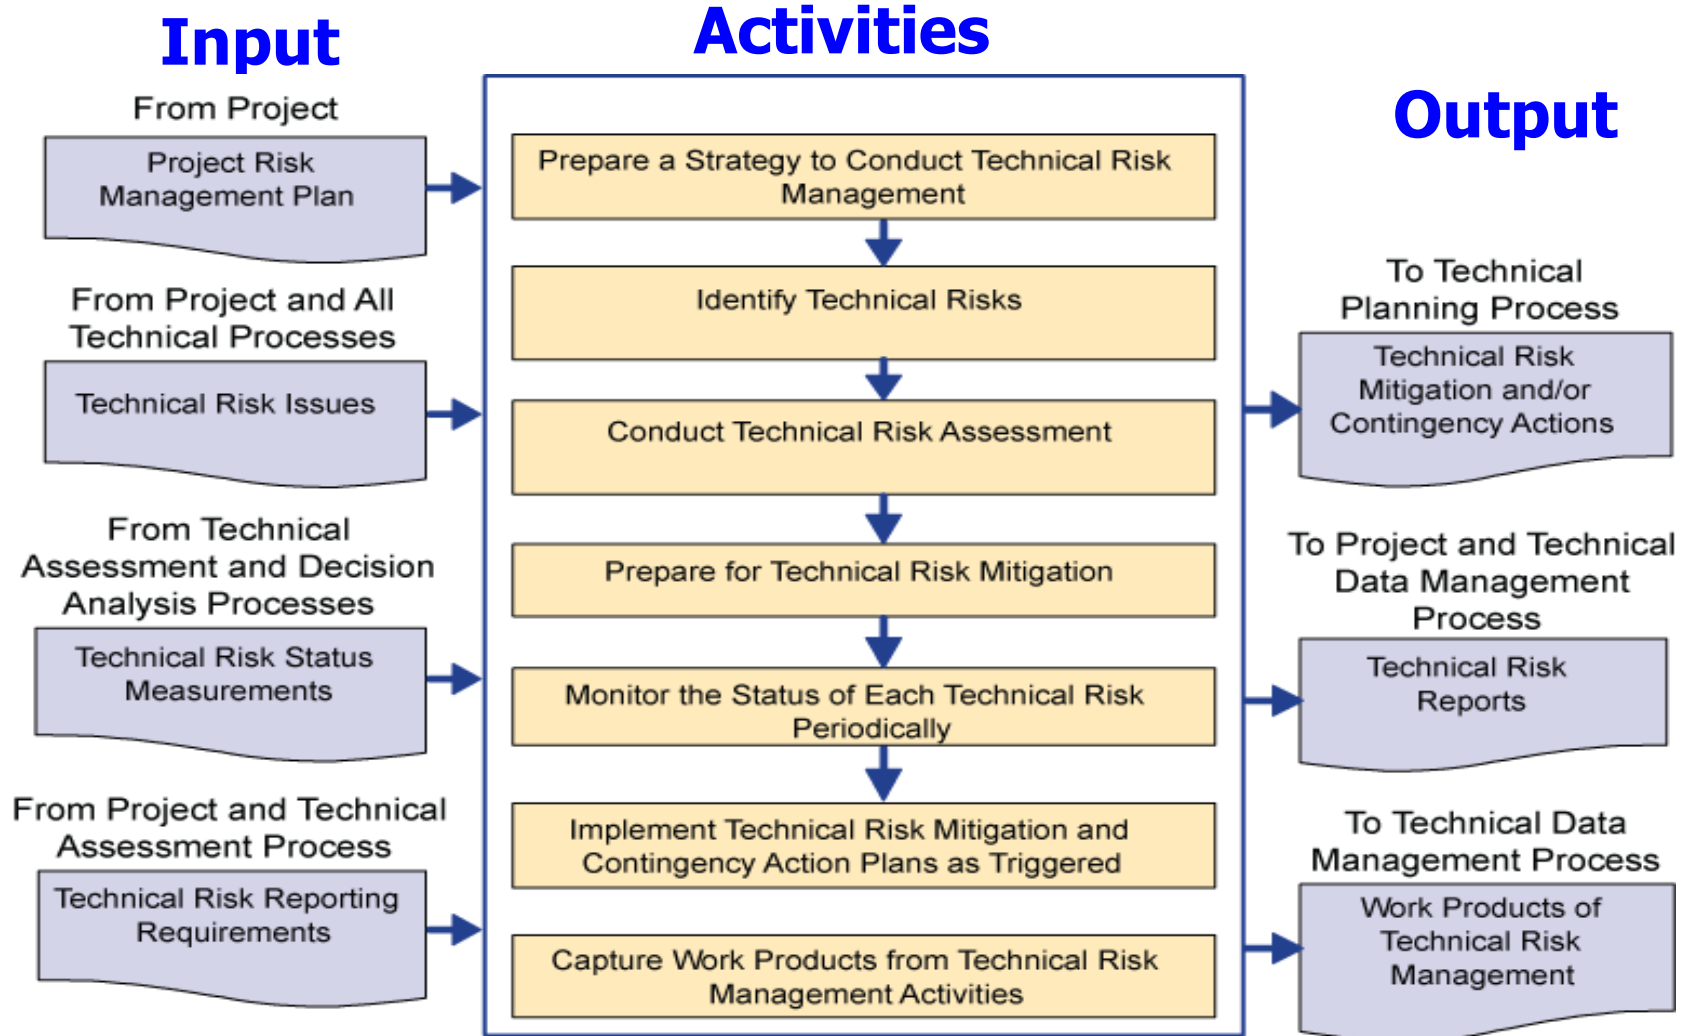 Input
Activities
Output
From Project
Project Risk
Management Plan
From Project and All
Technical Processes
Technical Risk Issues
From Technical
Assessment and Decision
Analysis Processes
Technical Risk Status
Measurements
From Project and Technical
Assessment Process
Technical Risk Reporting
Requirements
Prepare a Strategy to Conduct Technical Risk
Management
Identify Technical Risks
Conduct Technical Risk Assessment
Prepare for Technical Risk Mitigation
Monitor the Status of Each Technical Risk
Periodically
Implement Technical Risk Mitigation and
Contingency Action Plans as Triggered
Capture Work Products from Technical Risk
Management Activities
To Technical
Planning Process
Technical Risk
Mitigation and/or
Contingency Actions
To Project and Technical
Data Management
Process
Technical Risk
Reports
To Technical Data
Management Process
Work Products of
Technical Risk
Management